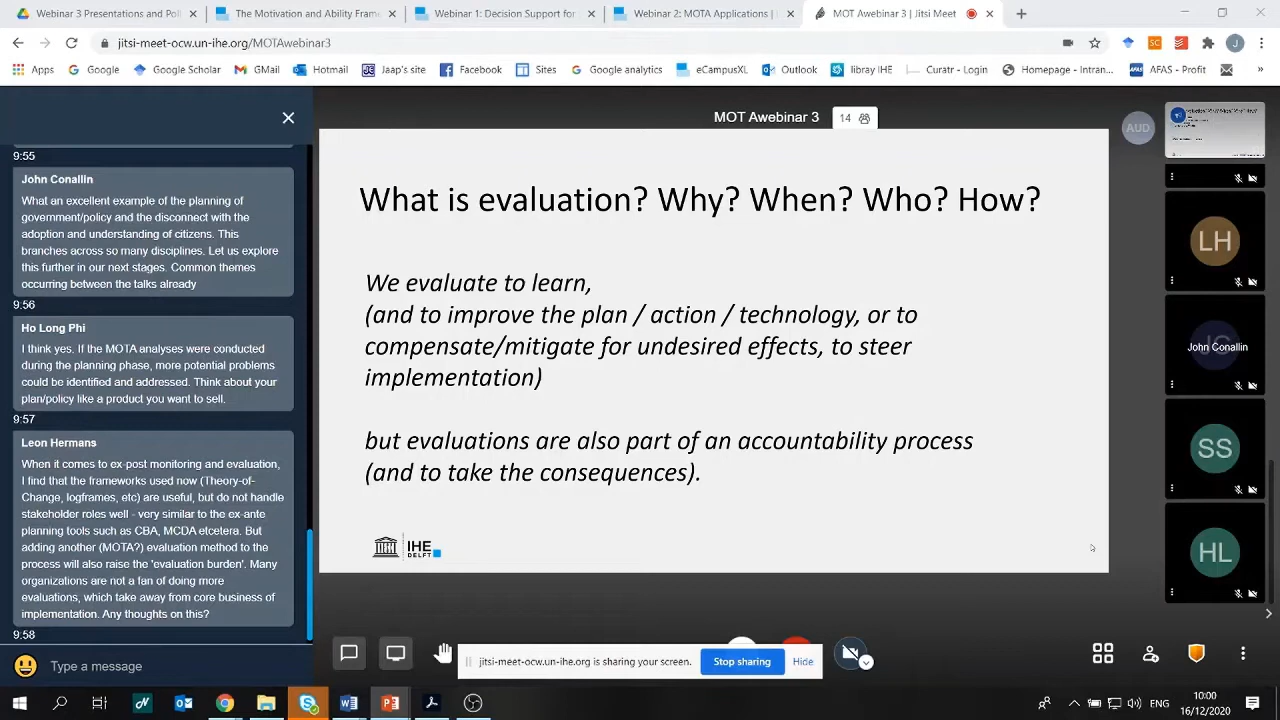 Webinar 3 Presentations and Poll
The Motivation and Ability Frame
Webinar 1: Decision Support for
Webinar 2: MOTA Applications |
MOT Awebinar 3 | Jitsi Meet
jitsi-meet-ocw.un-ihe.org/MOTAwebinar3
Apps
Google
Google Scholar
GMail
Hotmail
Jaap's site
Facebook
Sites
Google analytics
eCampusXL
Outlook
libray IHE
Curatr - Login
Homepage - Intran...
AFAS - Profit
9:55
John Conallin
What an excellent example of the planning of
government/policy and the disconnect with the
adoption and understanding of citizens. This
branches across so many disciplines. Let us explore
this further in our next stages. Common themes
occurring between the talks already
9:56
Ho Long Phi
I think yes. If the MOTA analyses were conducted
during the planning phase, more potential problems
could be identified and addressed. Think about your
plan/policy like a product you want to sell.
9:57
Leon Hermans
When it comes to ex-post monitoring and evaluation,
I find that the frameworks used now (Theory-of-
Change, logframes, etc) are useful, but do not handle
stakeholder roles well - very similar to the ex-ante
planning tools such as CBA, MCDA etcetera. But
adding another (MOTA?) evaluation method to the
process will also raise the 'evaluation burden'. Many
organizations are not a fan of doing more
evaluations, which take away from core business of
implementation. Any thoughts on this?
9:58
Type a message
MOT Awebinar 3
14
What is evaluation? Why? When? Who? How?
We evaluate to learn,
(and to improve the plan / action / technology, or to
compensate/mitigate for undesired effects, to steer
implementation)
but evaluations are also part of an accountability process
(and to take the consequences).
IHE
DELFT
AUD
LH
JC
John Conallin
SS
HL
jitsi-meet-ocw.un-ihe.org is sharing your screen.
Stop sharing
Hide
ENG
10:00
16/12/2020